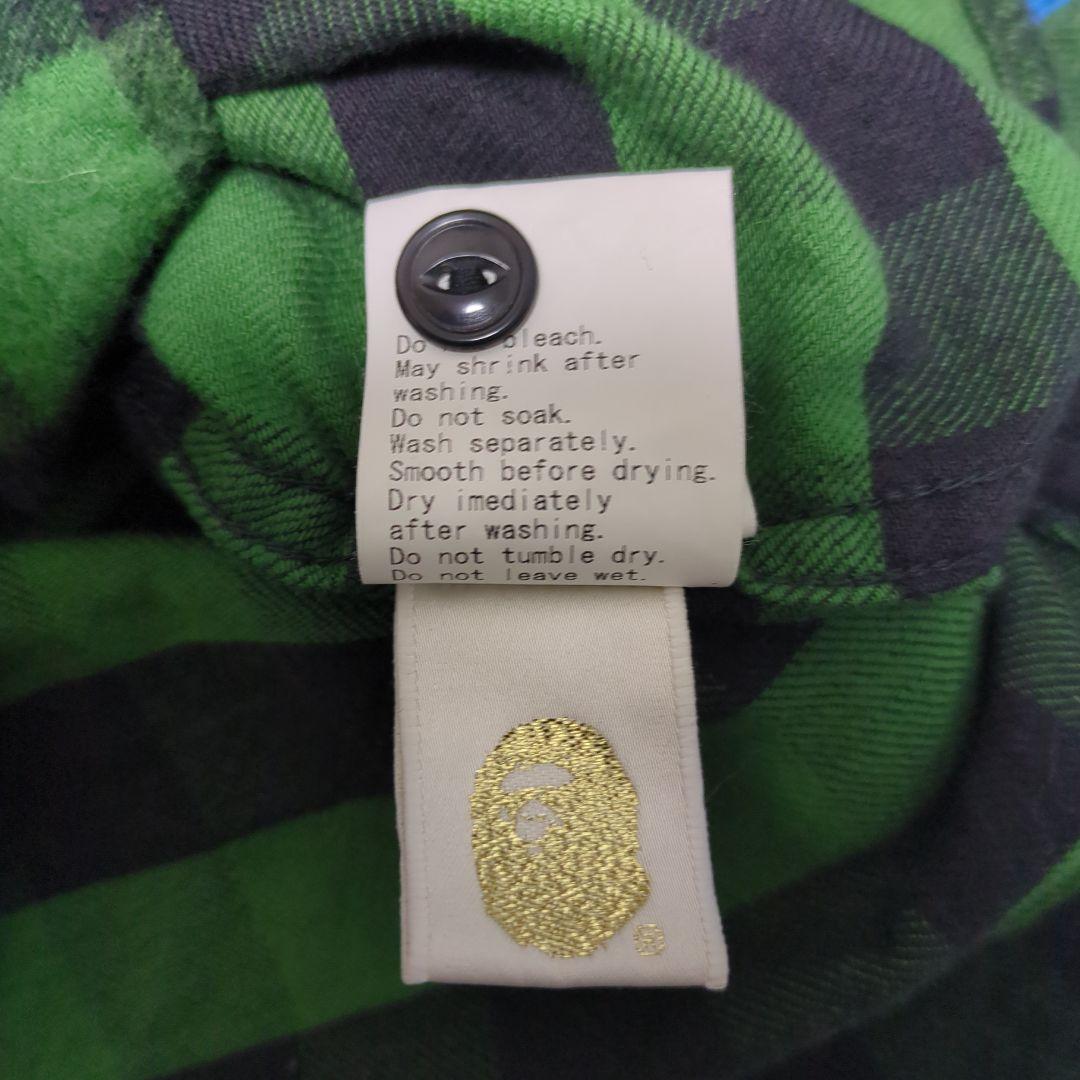 Do bleach.
May shrink after
washing.
Do not soak.
Wash separately.
Smooth before drying.
Dry imediately
after washing.
Do not tumble dry.
Do not leave wet.
®